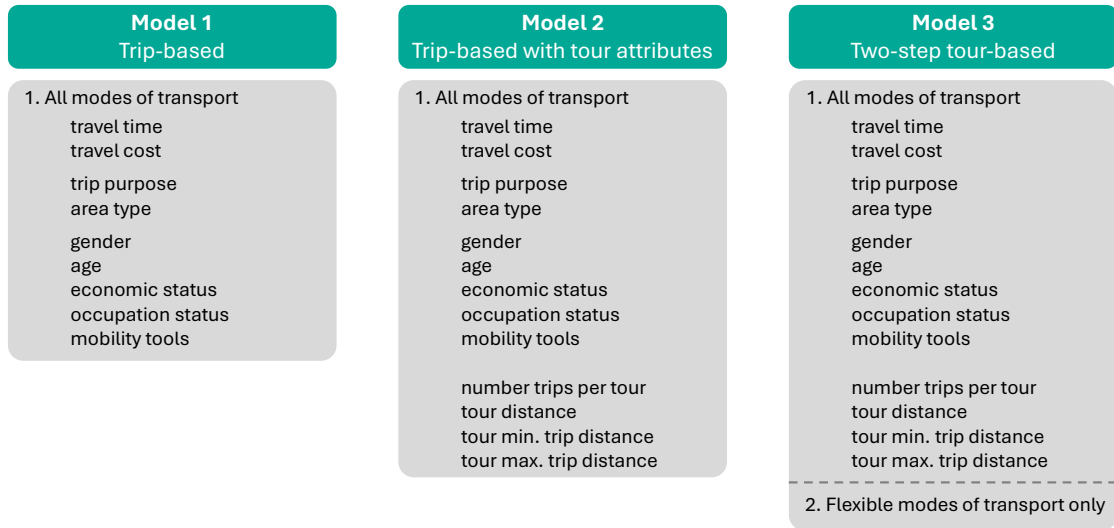 Model 1
Trip-based
1. All modes of transport
travel time
travel cost
trip purpose
area type
gender
age
economic status
occupation status
mobility tools
Model 2
Trip-based with tour attributes
1. All modes of transport
travel time
travel cost
trip purpose
area type
gender
age
economic status
occupation status
mobility tools
number trips per tour
tour distance
tour min. trip distance
tour max. trip distance
Model 3
Two-step tour-based
1. All modes of transport
travel time
travel cost
trip purpose
area type
gender
age
economic status
occupation status
mobility tools
number trips per tour
tour distance
tour min. trip distance
tour max. trip distance
2. Flexible modes of transport only